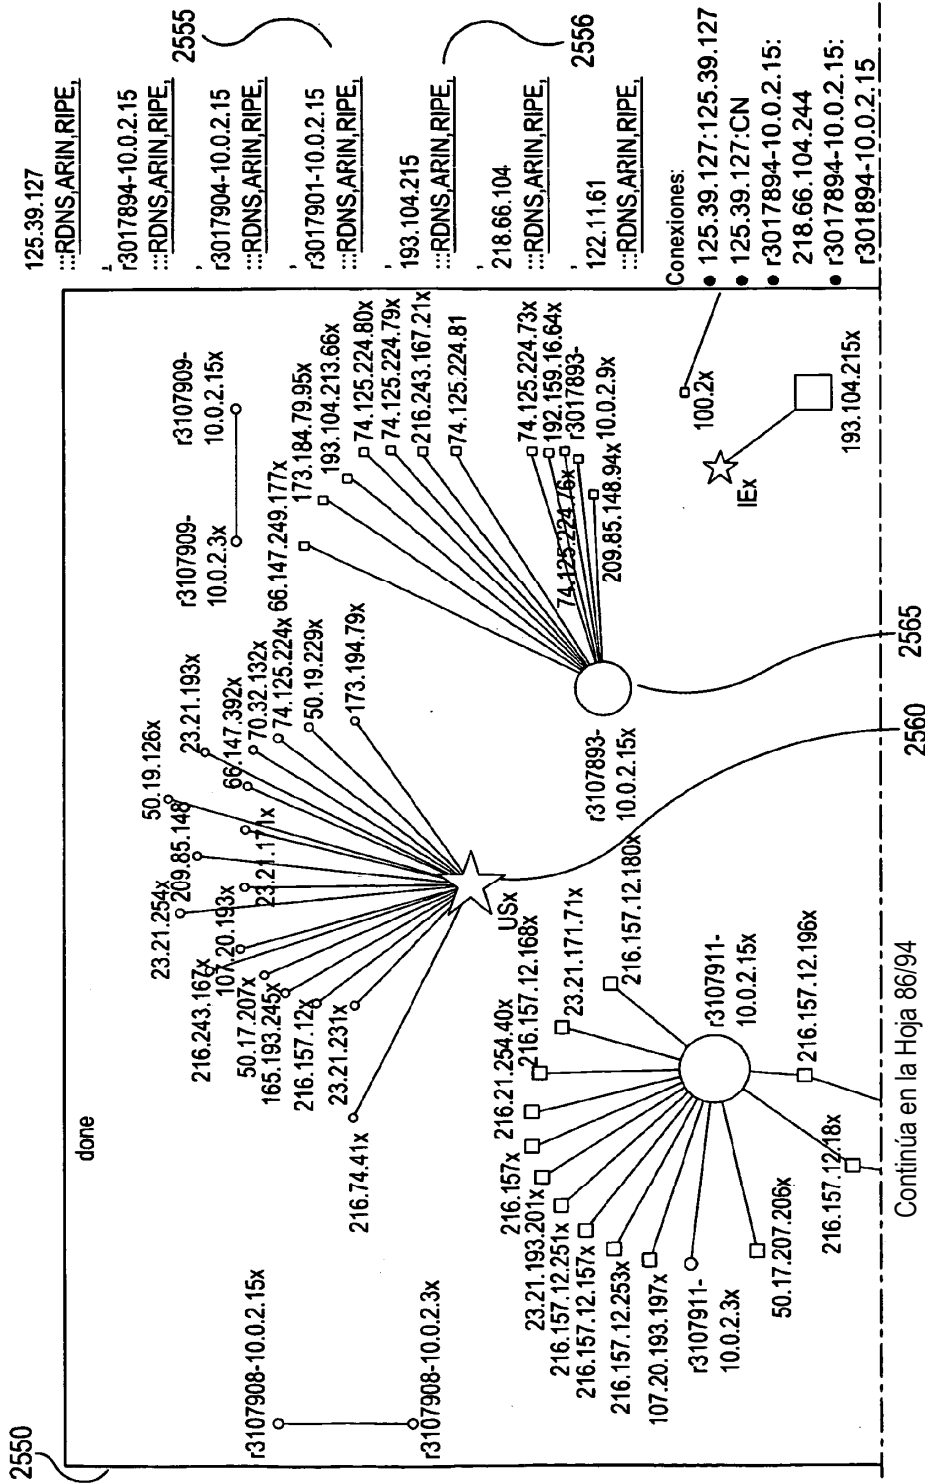 2550
done
r3107908-10.0.2.15x
r3107908-10.0.2.3x
216.74.41x
23.21.231x
216.157.12x
165.193.245x
50.17.207x
107.20.193x
216.243.167x
23.21.254x
209.85.148
23.21.171x
50.19.126x
66.147.392x
23.21.193x
70.32.132x
74.125.224x
50.19.229x
173.194.79x
USx
r3107909-
10.0.2.3x
r3107909-
10.0.2.15x
66.147.249.177x
173.184.79.95x
193.104.213.66x
74.125.224.80x
74.125.224.79x
216.243.167.21x
74.125.224.81
74.125.224.73x
192.159.16.64x
r3017893-
10.0.2.9x
74.125.224.76x
209.85.148.94x
r3107893-
10.0.2.15x
216.157.12.180x
23.21.171.71x
216.157.12.168x
216.21.254.40x
216.157x
23.21.193.201x
216.157.12.251x
216.157.12.157x
216.157.12.253x
107.20.193.197x
r3107911-
10.0.2.3x
50.17.207.206x
216.157.12.18x
216.157.12.196x
r3107911-
10.0.2.15x
100.2x
IEx
193.104.215x
125.39.127
:::RDNS,ARIN,RIPE,
,
r3017894-10.0.2.15
:::RDNS,ARIN,RIPE,
,
r3017904-10.0.2.15
:::RDNS,ARIN,RIPE,
,
r3017901-10.0.2.15
:::RDNS,ARIN,RIPE,
,
193.104.215
:::RDNS,ARIN,RIPE,
,
218.66.104
:::RDNS,ARIN,RIPE,
,
122.11.61
:::RDNS,ARIN,RIPE,
2555
2556
Conexiones:
• 125.39.127:125.39.127
• 125.39.127:CN
• r3017894-10.0.2.15:
218.66.104.244
• r3017894-10.0.2.15:
r301894-10.0.2.15
2560
2565
Continúa en la Hoja 86/94